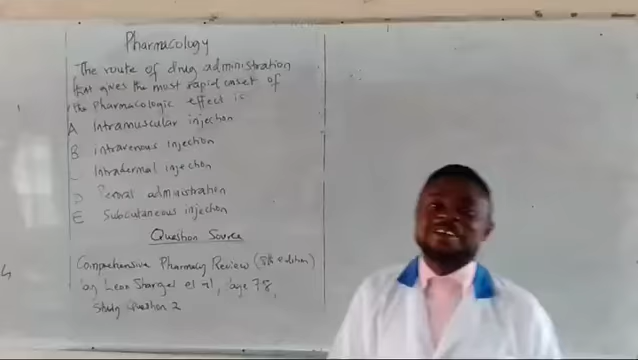 Pharmacology
The route of drug administration
that gives the most rapid onset of
the pharmacologic effect is
A Intramuscular injection
B intravenous injection
C Intradermal injection
D Peroral administration
E Subcutaneous injection
Question Source
Comprehensive Pharmacy Review (8th edition)
by Leon Shargel et al, page 78,
Study Question 2